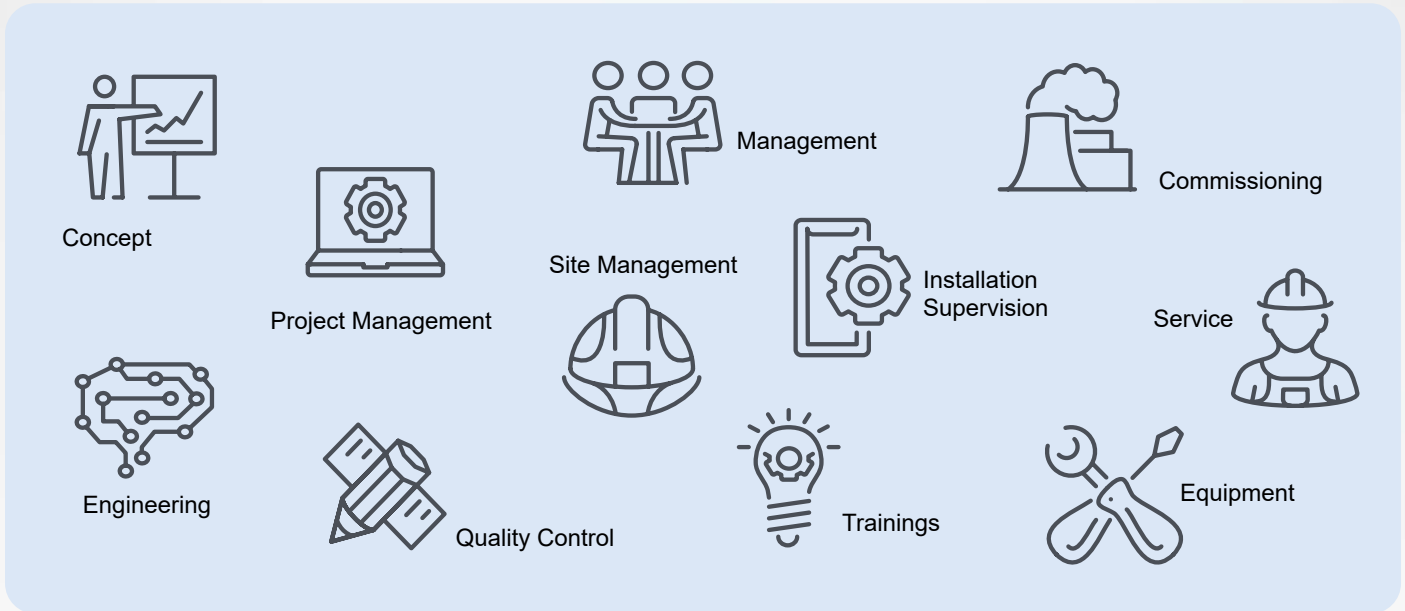 Management
Commissioning
Concept
Site Management
Installation
Supervision
Project Management
Service
Engineering
Quality Control
Trainings
Equipment